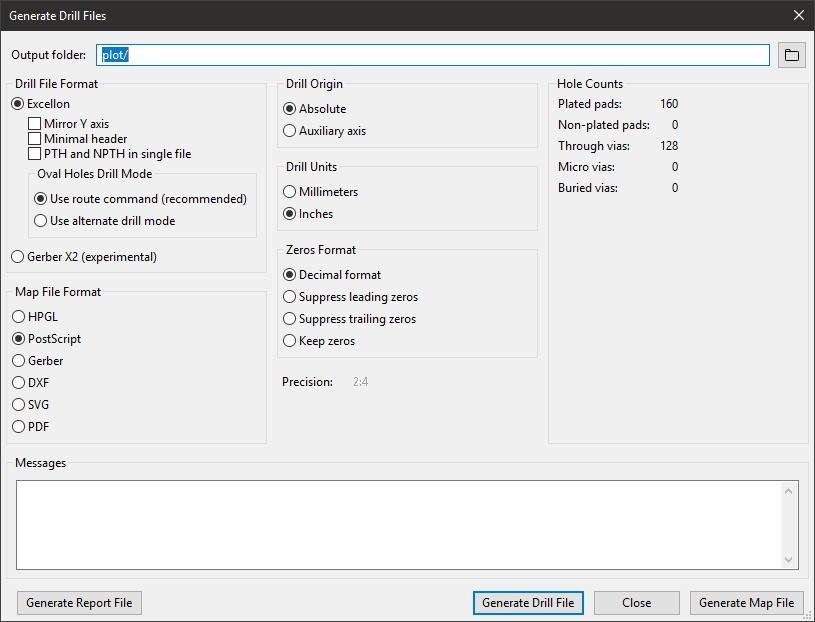 Generate Drill Files
Output folder: plot/
Drill File Format
Excellon
Mirror Y axis
Minimal header
PTH and NPTH in single file
Oval Holes Drill Mode
Use route command (recommended)
Use alternate drill mode
Gerber X2 (experimental)
Map File Format
HPGL
PostScript
Gerber
DXF
SVG
PDF
Drill Origin
Absolute
Auxiliary axis
Drill Units
Millimeters
Inches
Zeros Format
Decimal format
Suppress leading zeros
Suppress trailing zeros
Keep zeros
Precision: 2:4
Hole Counts
Plated pads: 160
Non-plated pads: 0
Through vias: 128
Micro vias: 0
Buried vias: 0
Messages
Generate Report File
Generate Drill File
Close
Generate Map File